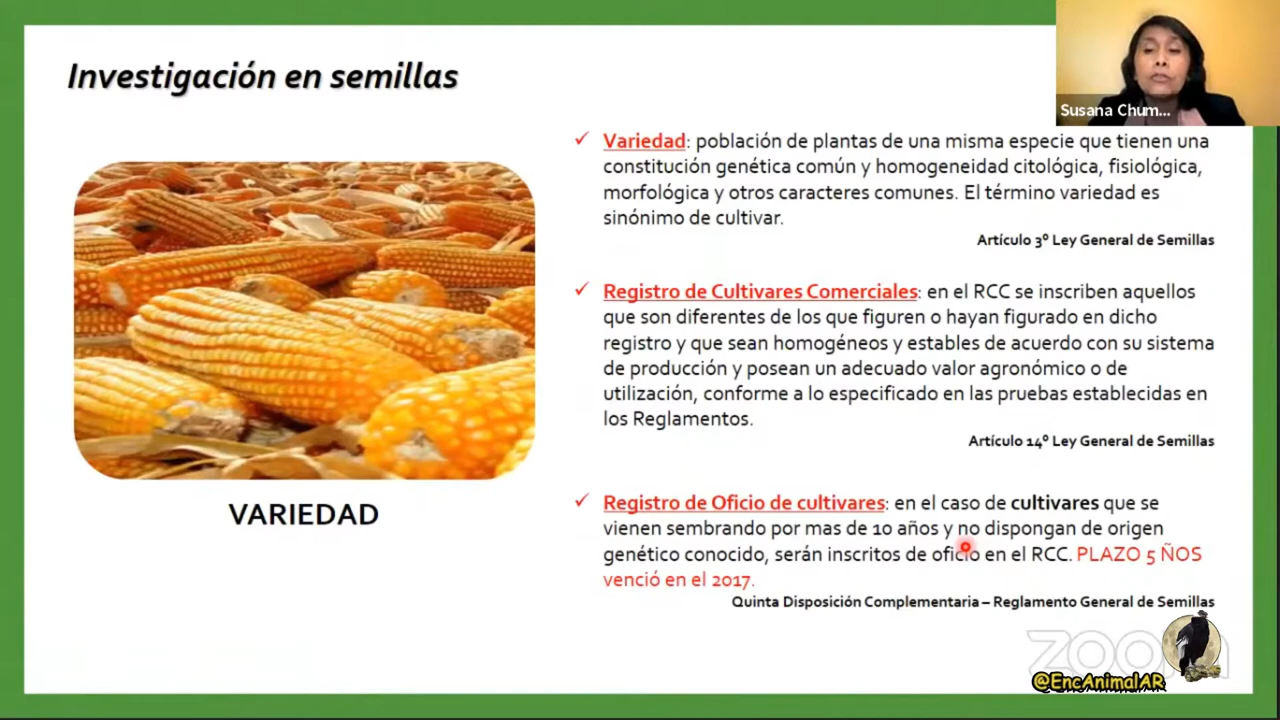 Investigación en semillas
Susana Chum...
✓ Variedad: población de plantas de una misma especie que tienen una
constitución genética común y homogeneidad citológica, fisiológica,
morfológica y otros caracteres comunes. El término variedad es
sinónimo de cultivar.
Artículo 3º Ley General de Semillas
✓ Registro de Cultivares Comerciales: en el RCC se inscriben aquellos
que son diferentes de los que figuren o hayan figurado en dicho
registro y que sean homogéneos y estables de acuerdo con su sistema
de producción y posean un adecuado valor agronómico o de
utilización, conforme a lo especificado en las pruebas establecidas en
los Reglamentos.
Artículo 14º Ley General de Semillas
VARIEDAD
✓ Registro de Oficio de cultivares: en el caso de cultivares que se
vienen sembrando por mas de 10 años y no dispongan de origen
genético conocido, serán inscritos de oficio en el RCC. PLAZO 5 ÑOS
venció en el 2017.
Quinta Disposición Complementaria – Reglamento General de Semillas
zoom
@EncAnimalAR